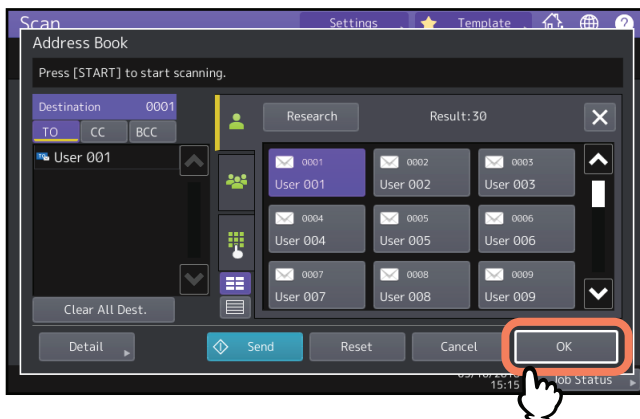 Scan
Settings
Template
Address Book
Press [START] to start scanning.
Destination 0001
TO CC BCC
User 001
Clear All Dest.
Research
Result:30
0001
User 001
0002
User 002
0003
User 003
0004
User 004
0005
User 005
0006
User 006
0007
User 007
0008
User 008
0009
User 009
Detail
Send
Reset
Cancel
OK
15:15
Job Status